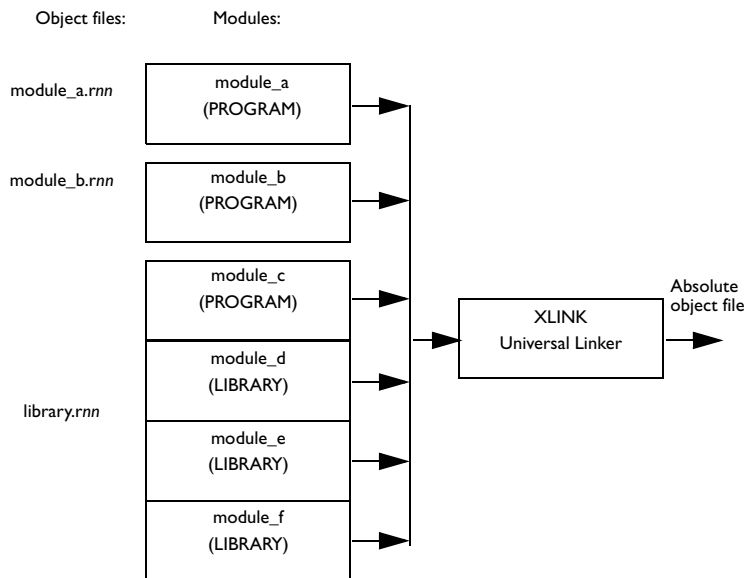 Object files: Modules:
module_a.rnn
module_a
(PROGRAM)
module_b.rnn
module_b
(PROGRAM)
module_c
(PROGRAM)
module_d
(LIBRARY)
library.rnn
module_e
(LIBRARY)
module_f
(LIBRARY)
XLINK
Universal Linker
Absolute
object file